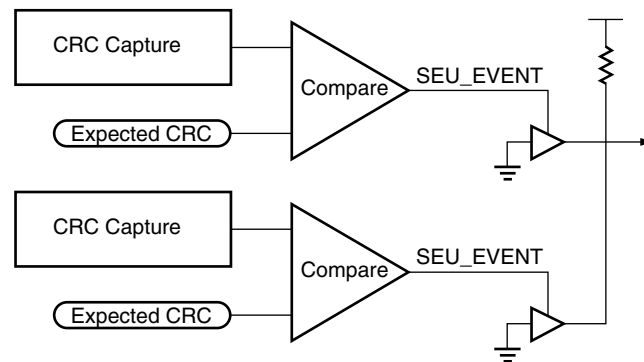 CRC Capture
Compare
SEU_EVENT
Expected CRC
CRC Capture
Compare
SEU_EVENT
Expected CRC